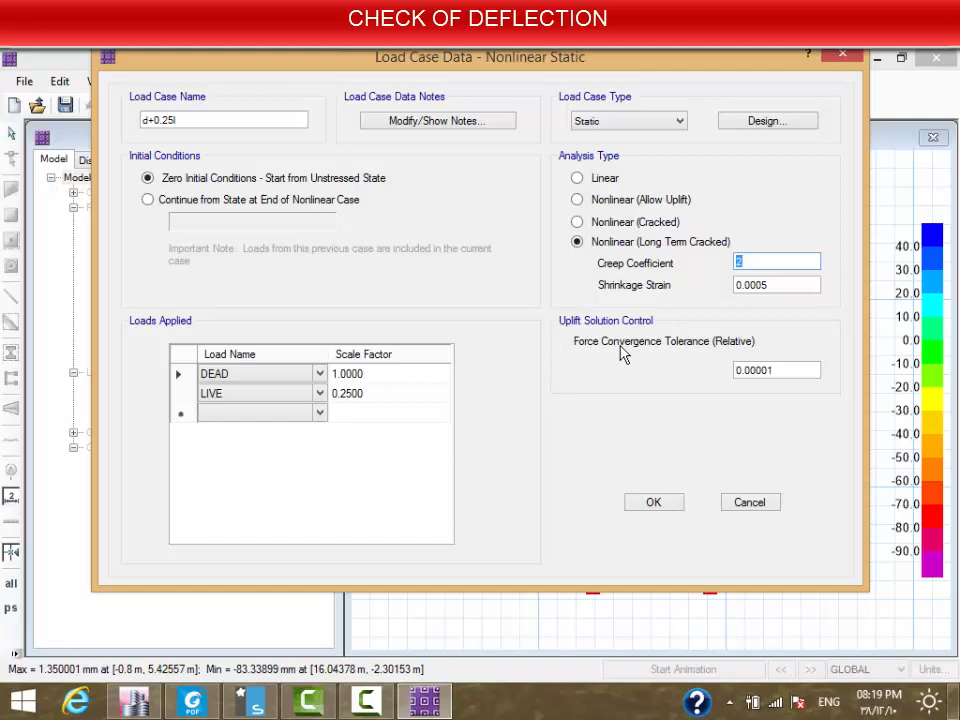 CHECK OF DEFLECTION
Load Case Data - Nonlinear Static
?
File Edit
Load Case Name
d+0.25l
Load Case Data Notes
Modify/Show Notes...
Load Case Type
Static
Design...
Initial Conditions
Zero Initial Conditions - Start from Unstressed State
Continue from State at End of Nonlinear Case
Important Note: Loads from this previous case are included in the current
case
Analysis Type
Linear
Nonlinear (Allow Uplift)
Nonlinear (Cracked)
Nonlinear (Long Term Cracked)
Creep Coefficient 2
Shrinkage Strain 0.0005
Loads Applied
Load Name Scale Factor
DEAD 1.0000
LIVE 0.2500
Uplift Solution Control
Force Convergence Tolerance (Relative)
0.00001
OK Cancel
Model Dis
Model
all
ps
40.0
30.0
20.0
10.0
0.0
-10.0
-20.0
-30.0
-40.0
-50.0
-60.0
-70.0
-80.0
-90.0
Max = 1.350001 mm at [-0.8 m, 5.42557 m]; Min = -83.33899 mm at [16.04378 m, -2.30153 m]
Start Animation << >> GLOBAL Units...
PDF S C C ? ENG 08:19 PM
٣٨/١٢/١٠